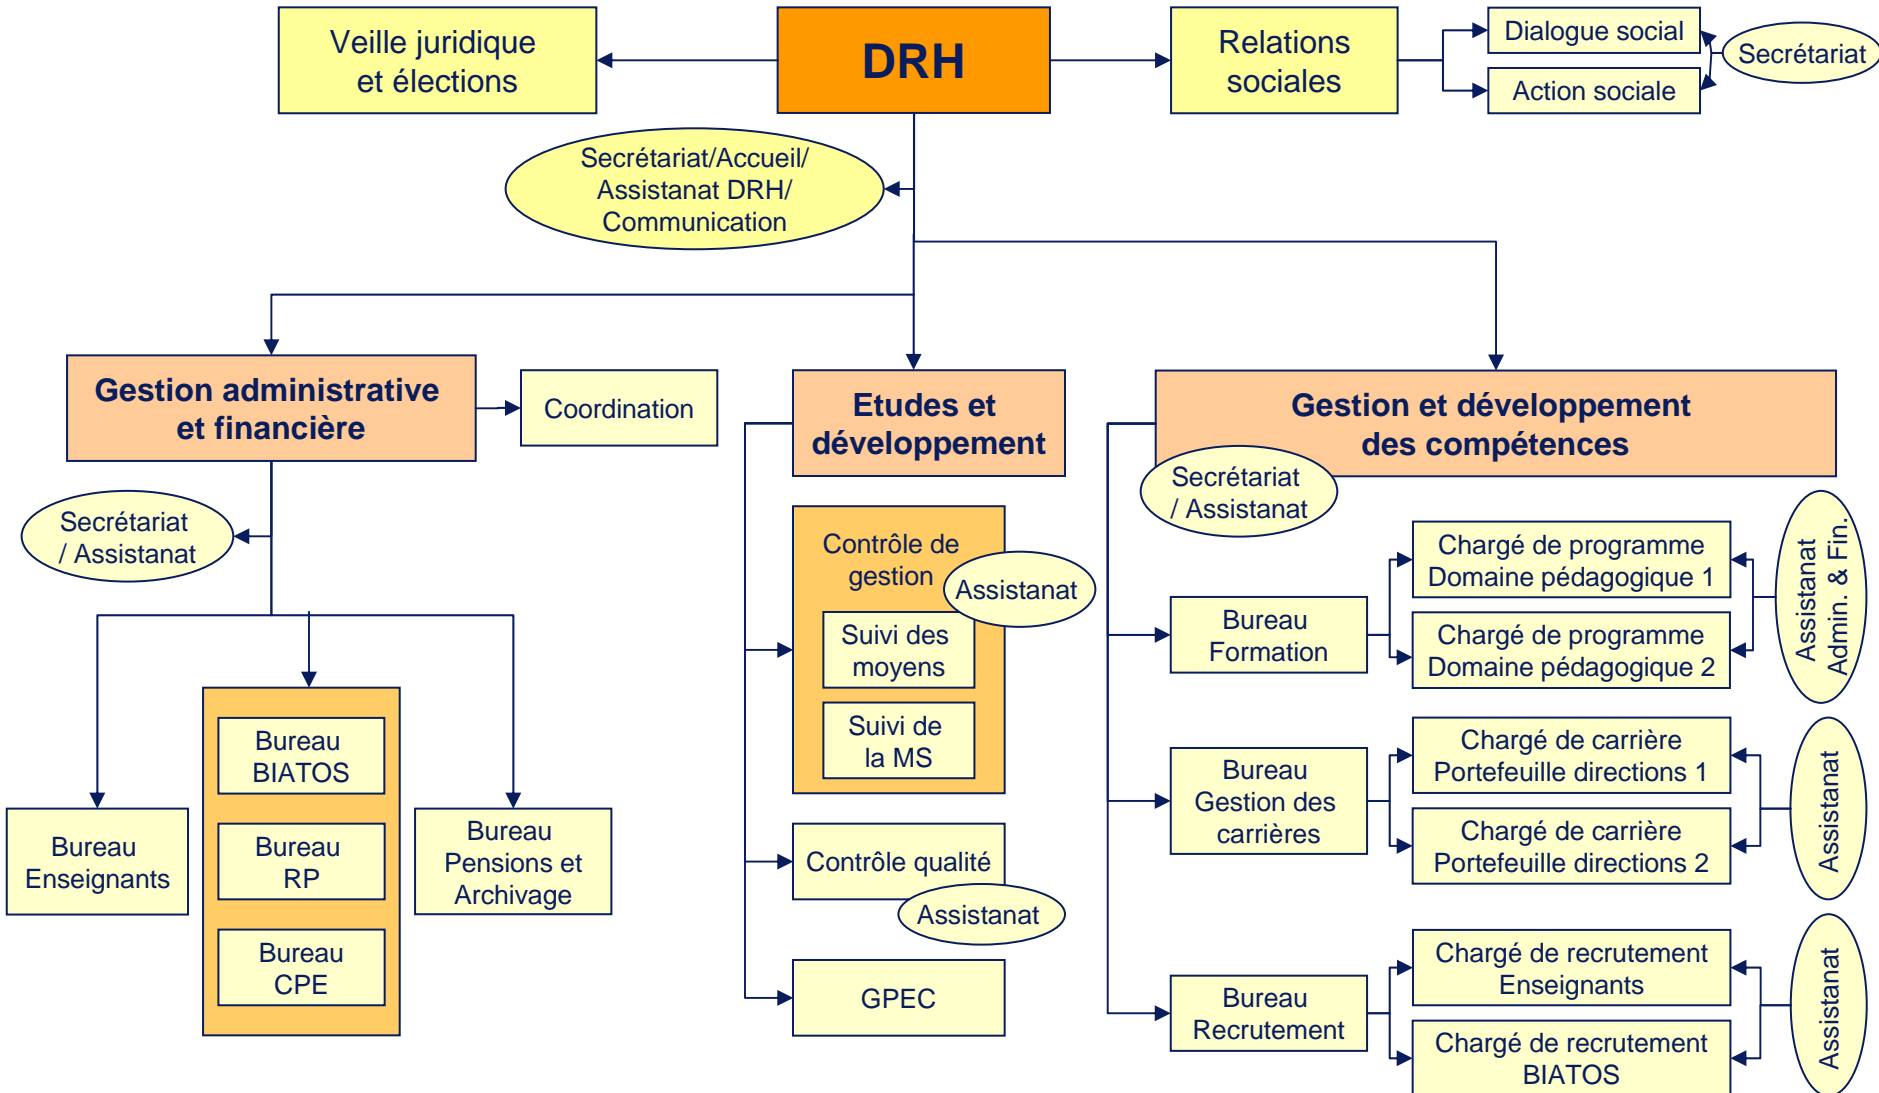 Veille juridique
et élections
DRH
Relations
sociales
Dialogue social
Action sociale
Secrétariat
Secrétariat/Accueil/
Assistanat DRH/
Communication
Gestion administrative
et financière
Coordination
Secrétariat
/ Assistanat
Bureau
Enseignants
Bureau
BIATOS
Bureau
RP
Bureau
CPE
Bureau
Pensions et
Archivage
Etudes et
développement
Contrôle de
gestion
Assistanat
Suivi des
moyens
Suivi de
la MS
Contrôle qualité
Assistanat
GPEC
Gestion et développement
des compétences
Secrétariat
/ Assistanat
Bureau
Formation
Chargé de programme
Domaine pédagogique 1
Chargé de programme
Domaine pédagogique 2
Assistanat
Admin. & Fin.
Bureau
Gestion des
carrières
Chargé de carrière
Portefeuille directions 1
Chargé de carrière
Portefeuille directions 2
Assistanat
Bureau
Recrutement
Chargé de recrutement
Enseignants
Chargé de recrutement
BIATOS
Assistanat